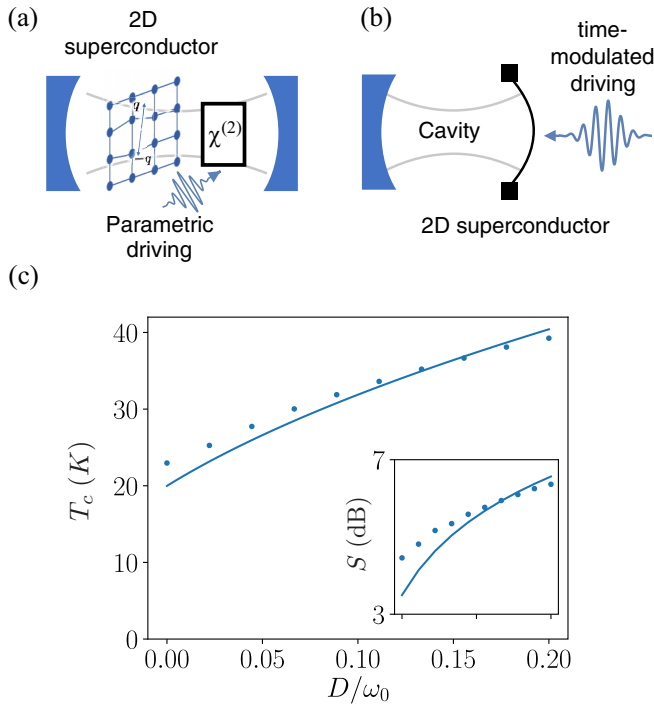 (a)
2D
superconductor
q
−q
χ(2)
Parametric
driving
(b)
time-
modulated
driving
Cavity
2D superconductor
(c)
Tc (K)
40
30
20
10
0
0.00 0.05 0.10 0.15 0.20
D/ω0
S (dB)
7
3